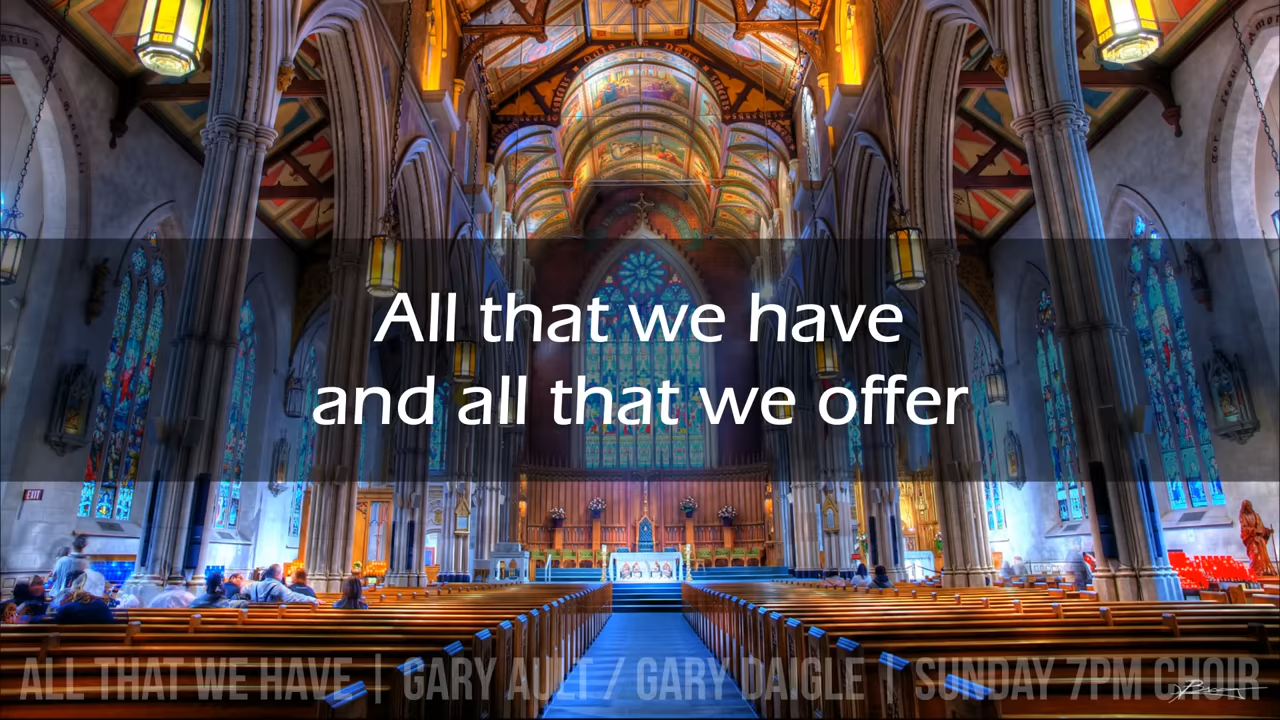 All that we have
and all that we offer
EXIT
ALL THAT WE HAVE | GARY AULT / GARY DAIGLE | SUNDAY 7PM CHOIR